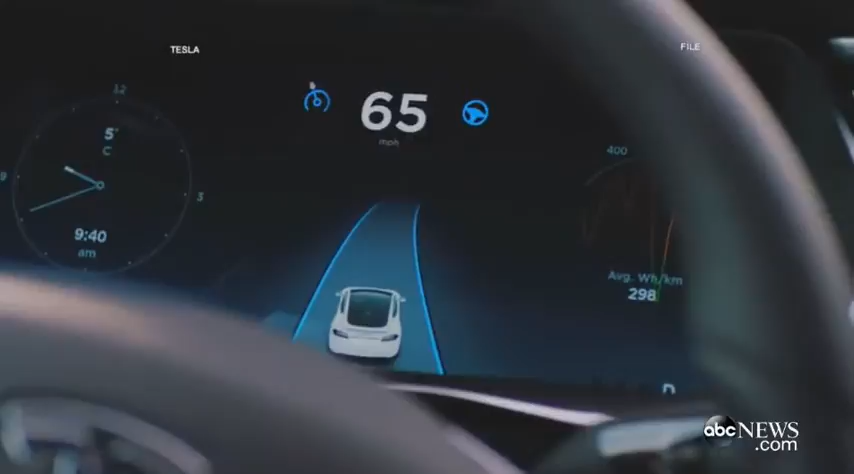 TESLA
FILE
12
5°
C
9
3
9:40
am
65
mph
400
Avg. Wh/km
298
D
abcNEWS
.com